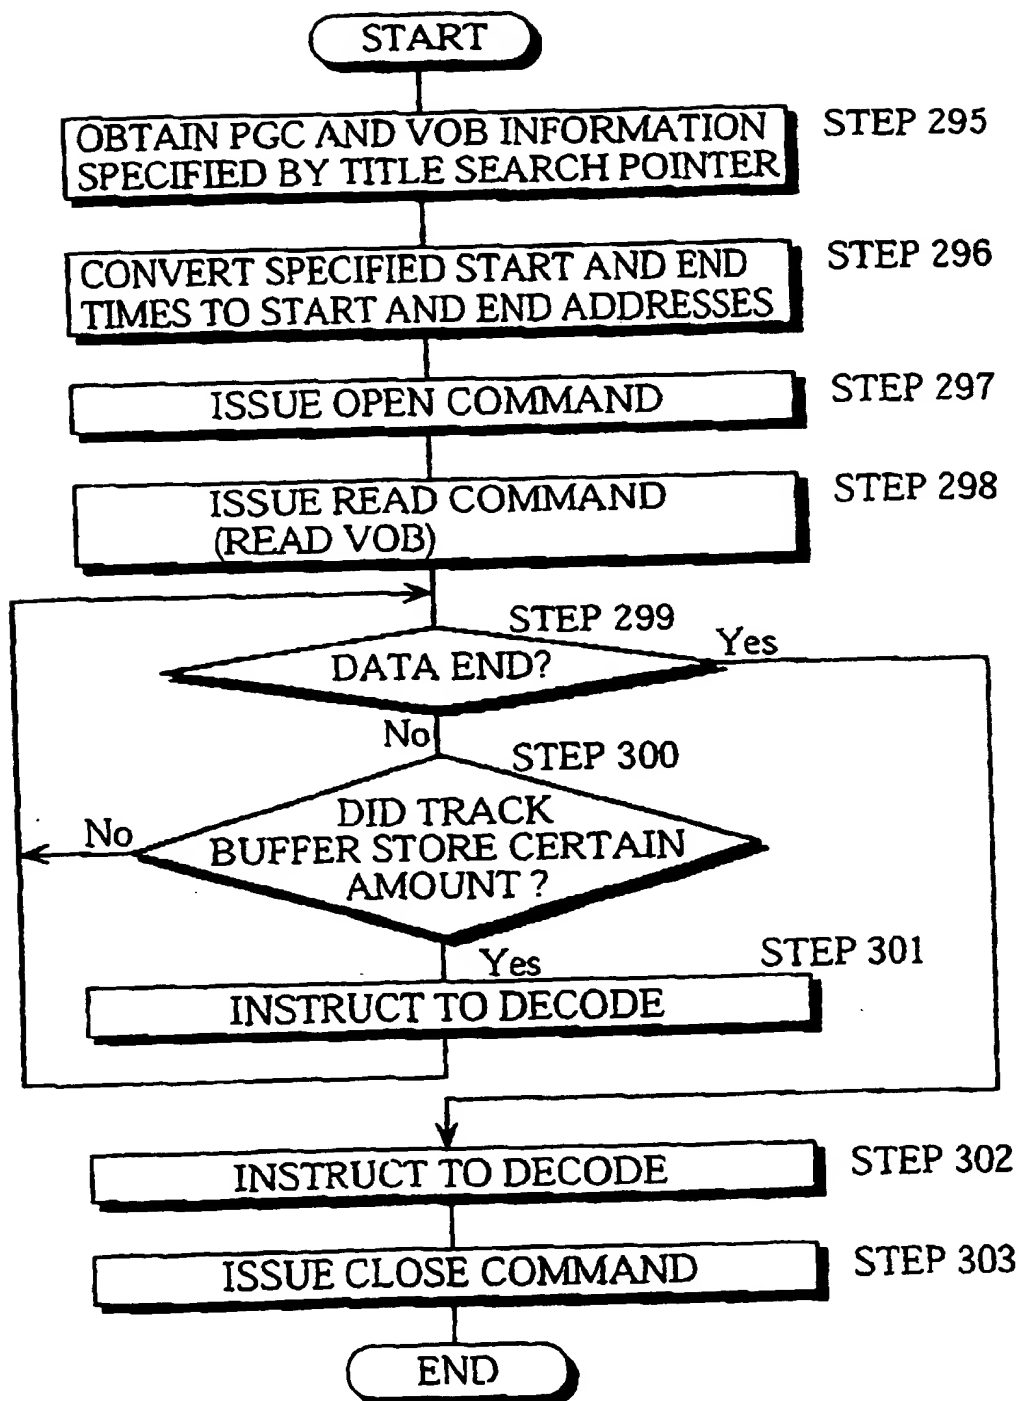 START
OBTAIN PGC AND VOB INFORMATION
SPECIFIED BY TITLE SEARCH POINTER
STEP 295
CONVERT SPECIFIED START AND END
TIMES TO START AND END ADDRESSES
STEP 296
ISSUE OPEN COMMAND
STEP 297
ISSUE READ COMMAND
(READ VOB)
STEP 298
STEP 299
DATA END?
Yes
No
STEP 300
DID TRACK
BUFFER STORE CERTAIN
AMOUNT ?
No
Yes
STEP 301
INSTRUCT TO DECODE
INSTRUCT TO DECODE
STEP 302
ISSUE CLOSE COMMAND
STEP 303
END